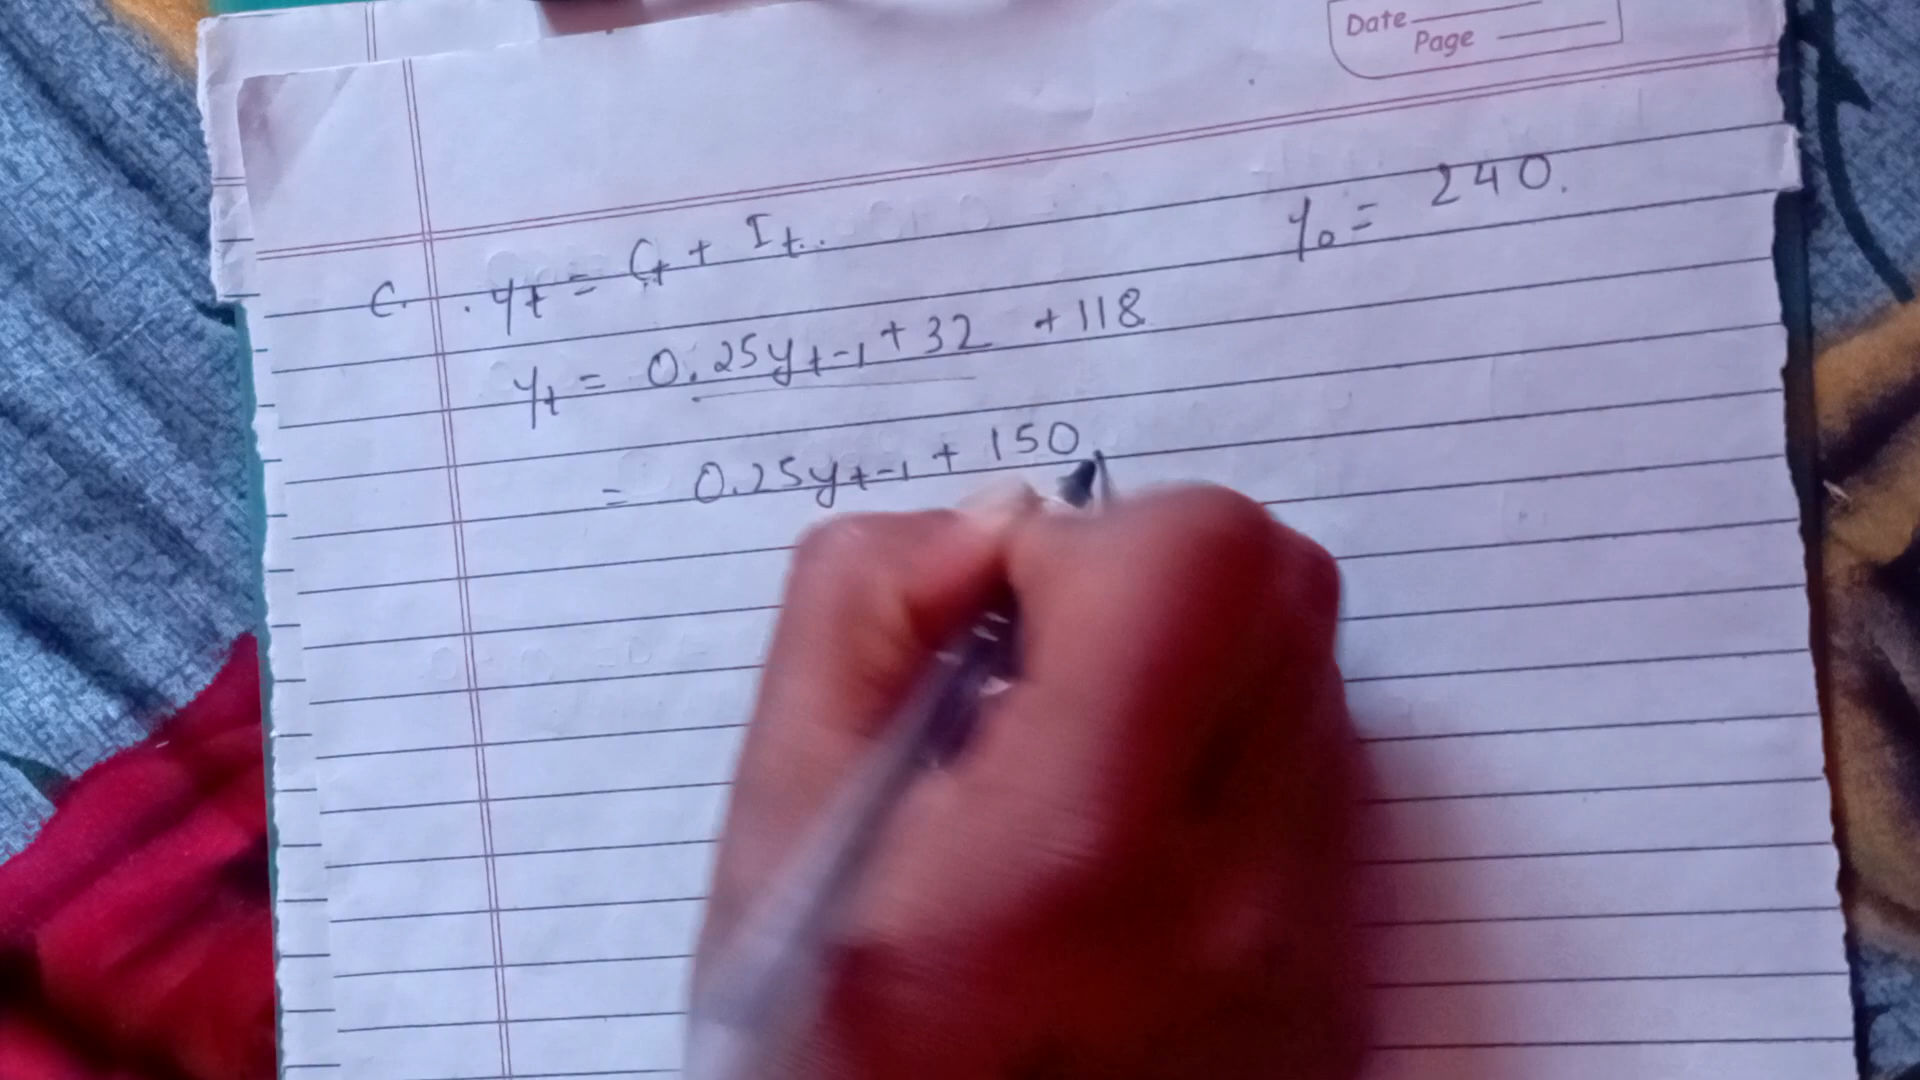 Date
Page
C. . yt = Ct + It. y0 = 240.
yt = 0.25yt-1 + 32 + 118
= 0.25yt-1 + 150